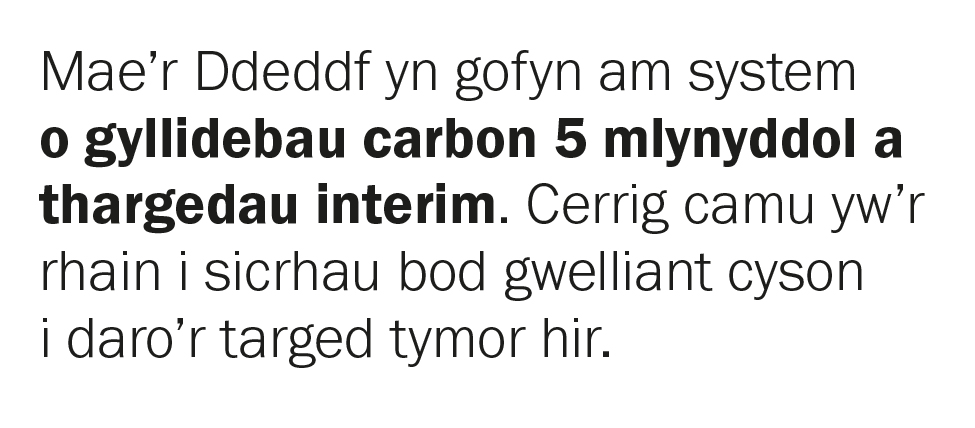 Mae’r Ddeddf yn gofyn am system
o gyllidebau carbon 5 mlynyddol a
thargedau interim. Cerrig camu yw’r
rhain i sicrhau bod gwelliant cyson
i daro’r targed tymor hir.